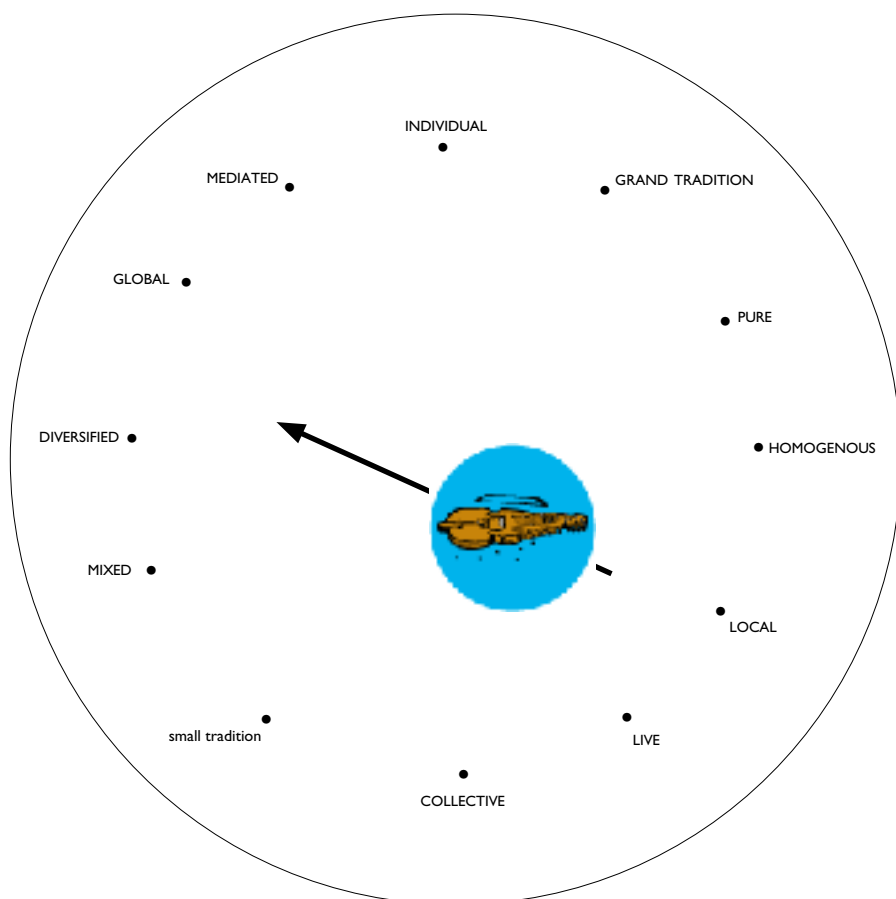 INDIVIDUAL
MEDIATED
GRAND TRADITION
GLOBAL
PURE
DIVERSIFIED
HOMOGENOUS
MIXED
LOCAL
small tradition
LIVE
COLLECTIVE